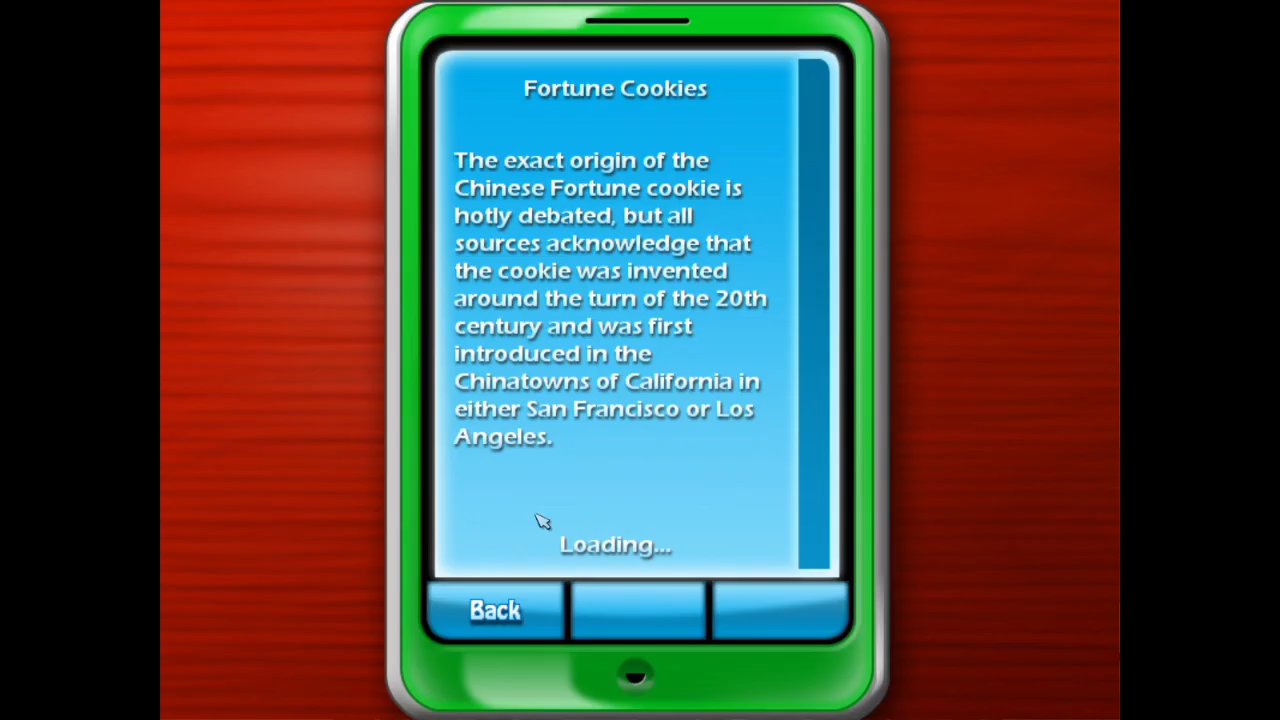 Fortune Cookies
The exact origin of the
Chinese Fortune cookie is
hotly debated, but all
sources acknowledge that
the cookie was invented
around the turn of the 20th
century and was first
introduced in the
Chinatowns of California in
either San Francisco or Los
Angeles.
Loading...
Back